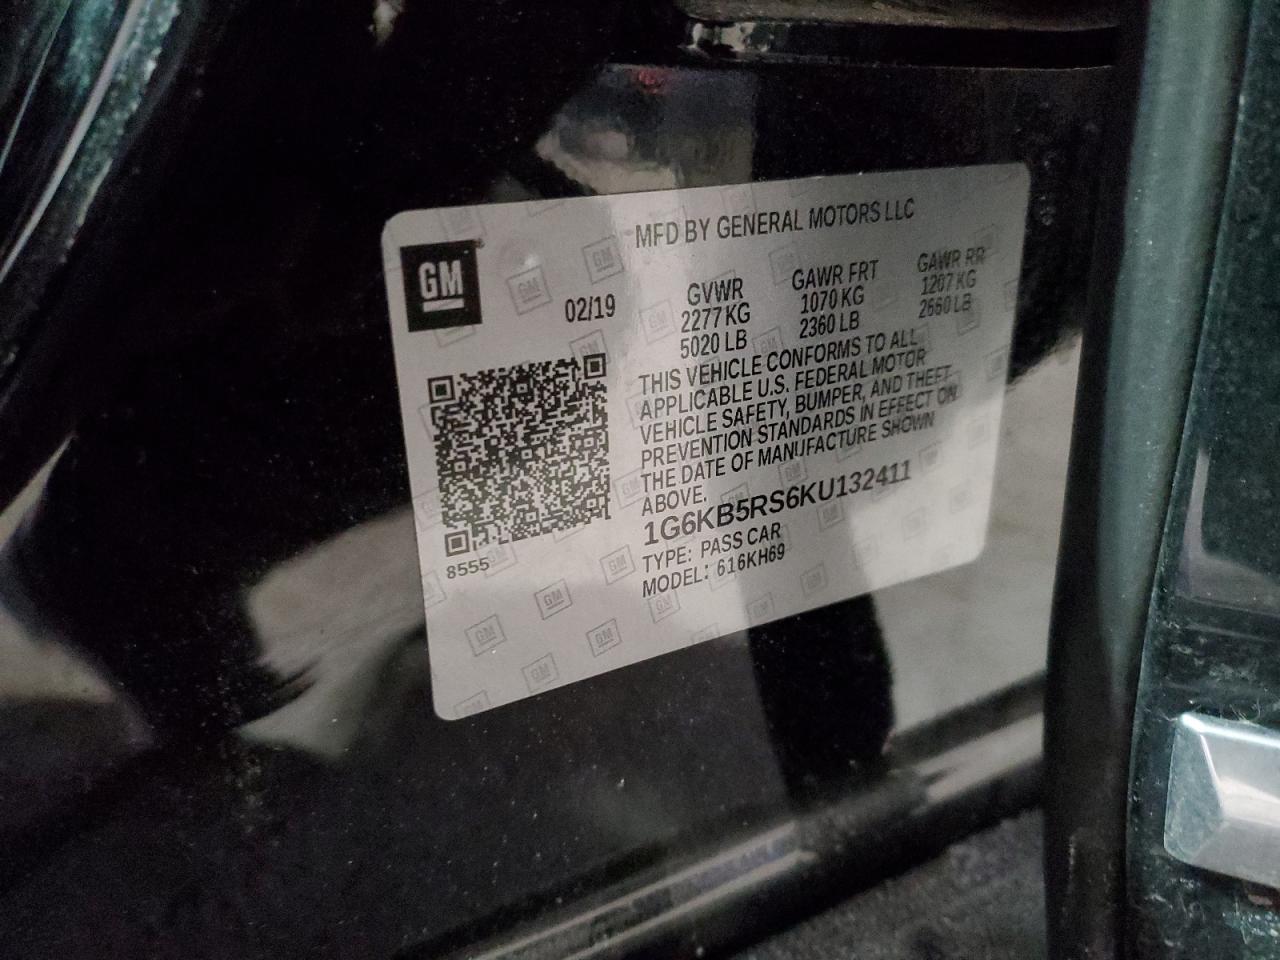 GM
MFD BY GENERAL MOTORS LLC
02/19
GVWR GAWR FRT GAWR RR
2277 KG 1070 KG 1207 KG
5020 LB 2360 LB 2660 LB
THIS VEHICLE CONFORMS TO ALL
APPLICABLE U.S. FEDERAL MOTOR
VEHICLE SAFETY, BUMPER, AND THEFT
PREVENTION STANDARDS IN EFFECT ON
THE DATE OF MANUFACTURE SHOWN
ABOVE.
1G6KB5RS6KU132411
TYPE: PASS CAR
MODEL: 616KH69
8555